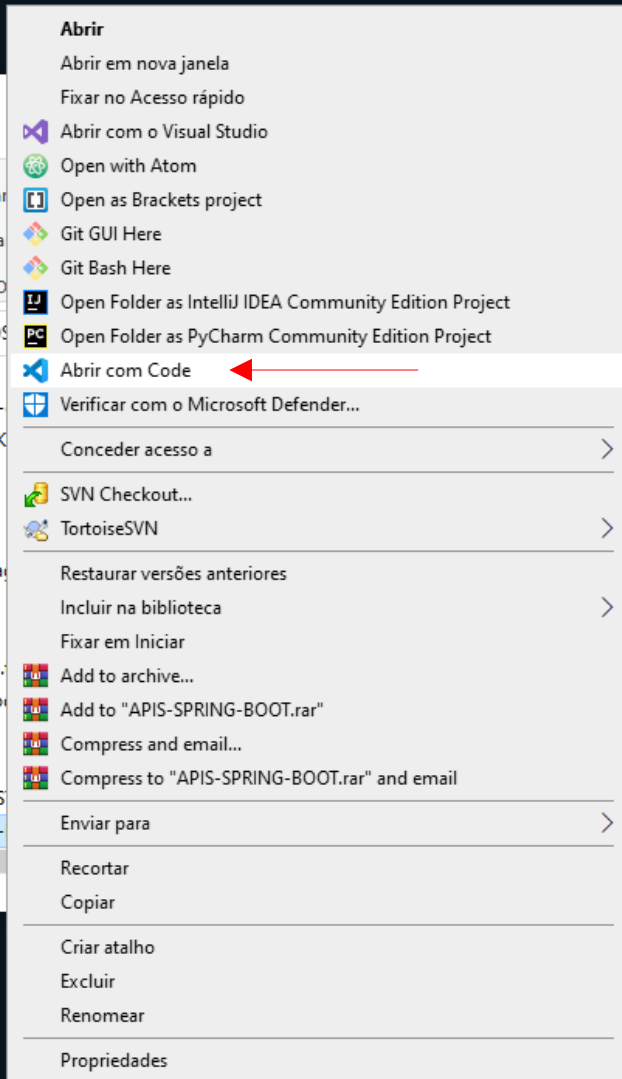 Abrir
Abrir em nova janela
Fixar no Acesso rápido
Abrir com o Visual Studio
Open with Atom
Open as Brackets project
Git GUI Here
Git Bash Here
Open Folder as IntelliJ IDEA Community Edition Project
Open Folder as PyCharm Community Edition Project
Abrir com Code
Verificar com o Microsoft Defender...
Conceder acesso a
SVN Checkout...
TortoiseSVN
Restaurar versões anteriores
Incluir na biblioteca
Fixar em Iniciar
Add to archive...
Add to "APIS-SPRING-BOOT.rar"
Compress and email...
Compress to "APIS-SPRING-BOOT.rar" and email
Enviar para
Recortar
Copiar
Criar atalho
Excluir
Renomear
Propriedades